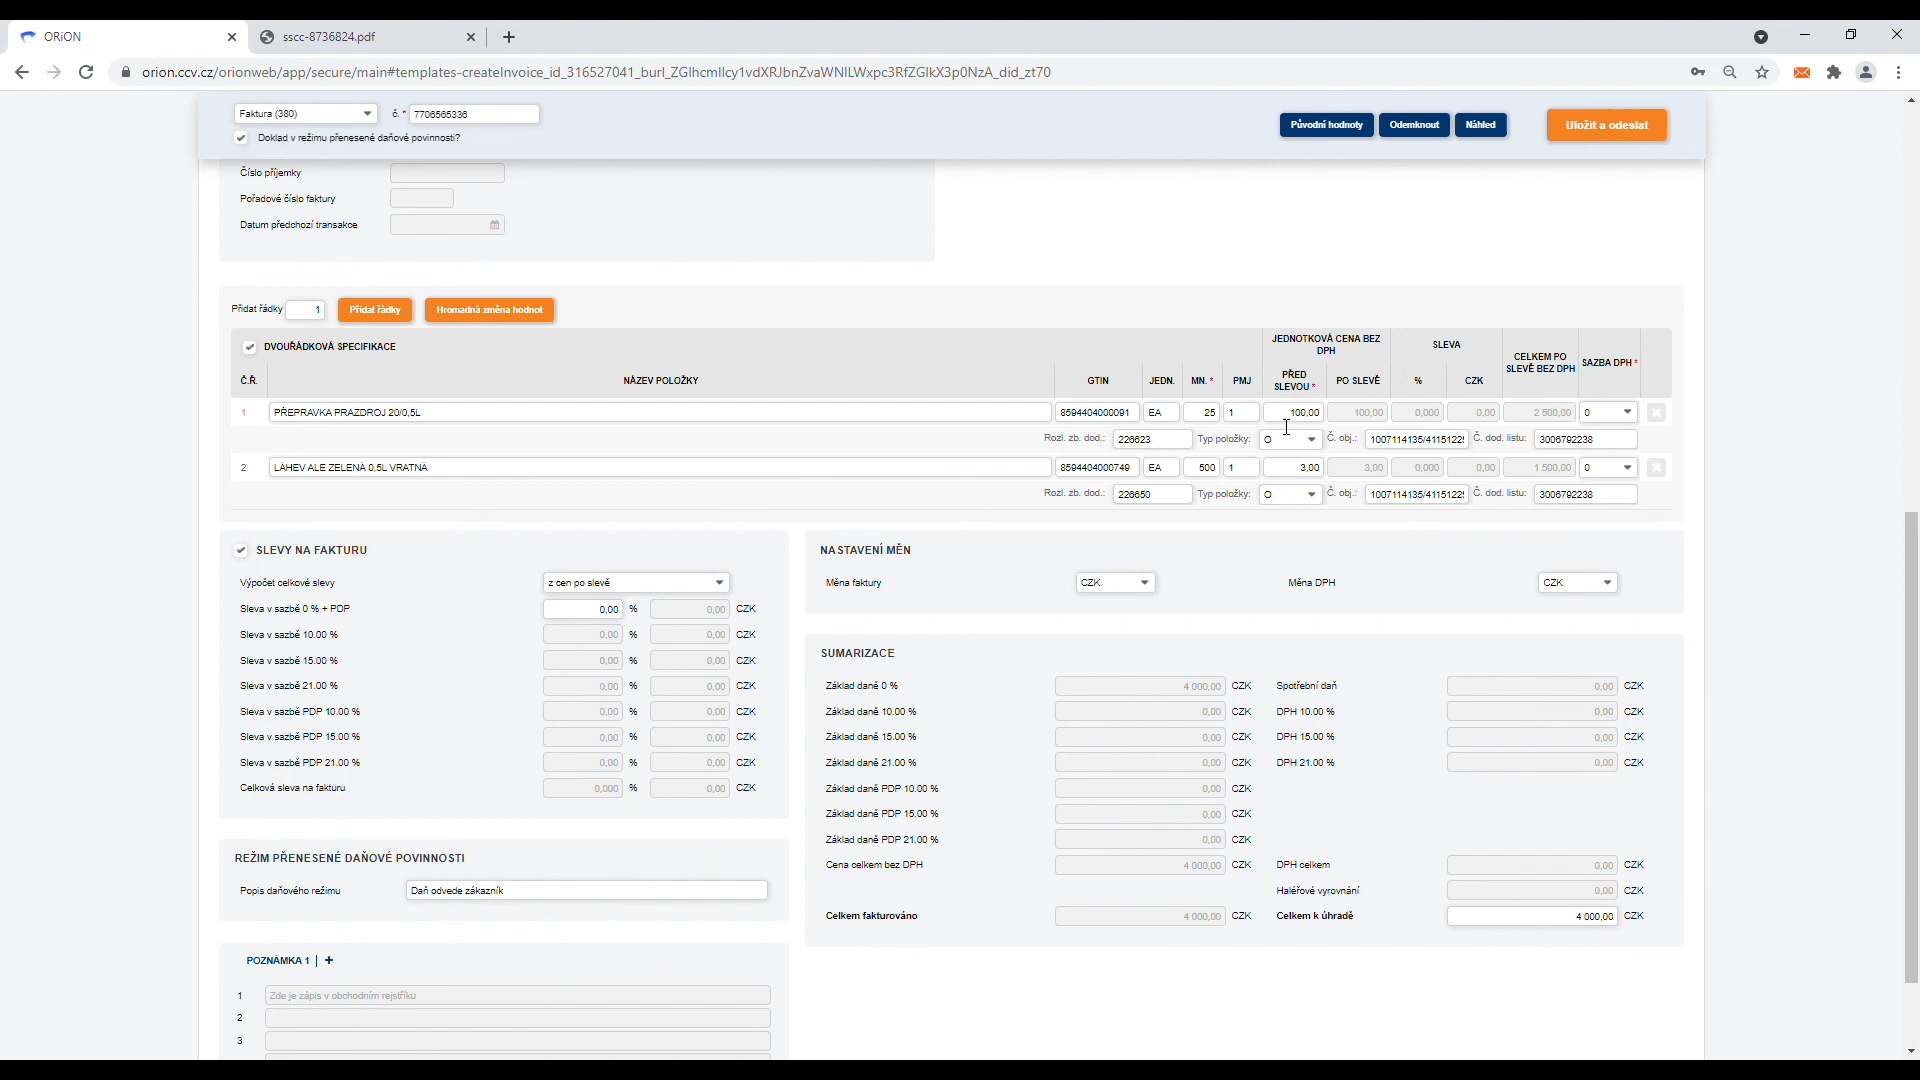 ORiON
sscc-8736824.pdf
orion.ccv.cz/orionweb/app/secure/main#templates-createInvoice_id_316527041_burl_ZGlhcmllcy1vdXRJbnZvaWNlLWxpc3RfZGlkX3p0NzA_did_zt70
Faktura (380) č. * 7706565336
Doklad v režimu přenesené daňové povinnosti?
Původní hodnoty Odemknout Náhled Uložit a odeslat
Číslo příjemky
Pořadové číslo faktury
Datum předchozí transakce
Přidat řádky 1 Přidat řádky Hromadná změna hodnot
DVOUŘÁDKOVÁ SPECIFIKACE
JEDNOTKOVÁ CENA BEZ DPH SLEVA CELKEM PO SLEVĚ BEZ DPH SAZBA DPH *
Č.Ř. NÁZEV POLOŽKY GTIN JEDN. MN. * PMJ PŘED SLEVOU * PO SLEVĚ % CZK
1 PŘEPRAVKA PRAZDROJ 20/0,5L 8594404000091 EA 25 1 100,00 100,00 0,000 0,00 2 500,00 0
Rozl. zb. dod.: 226623 Typ položky: O Č. obj.: 1007114135/4115122 Č. dod. listu: 3006792238
2 LÁHEV ALE ZELENÁ 0,5L VRATNÁ 8594404000749 EA 500 1 3,00 3,00 0,000 0,00 1 500,00 0
Rozl. zb. dod.: 226650 Typ položky: O Č. obj.: 1007114135/4115122 Č. dod. listu: 3006792238
SLEVY NA FAKTURU
Výpočet celkové slevy z cen po slevě
Sleva v sazbě 0 % + PDP 0,00 % 0,00 CZK
Sleva v sazbě 10.00 % 0,00 % 0,00 CZK
Sleva v sazbě 15.00 % 0,00 % 0,00 CZK
Sleva v sazbě 21.00 % 0,00 % 0,00 CZK
Sleva v sazbě PDP 10.00 % 0,00 % 0,00 CZK
Sleva v sazbě PDP 15.00 % 0,00 % 0,00 CZK
Sleva v sazbě PDP 21.00 % 0,00 % 0,00 CZK
Celková sleva na fakturu 0,000 % 0,00 CZK
NASTAVENÍ MĚN
Měna faktury CZK Měna DPH CZK
SUMARIZACE
Základ daně 0 % 4 000,00 CZK Spotřební daň 0,00 CZK
Základ daně 10.00 % 0,00 CZK DPH 10.00 % 0,00 CZK
Základ daně 15.00 % 0,00 CZK DPH 15.00 % 0,00 CZK
Základ daně 21.00 % 0,00 CZK DPH 21.00 % 0,00 CZK
Základ daně PDP 10.00 % 0,00 CZK
Základ daně PDP 15.00 % 0,00 CZK
Základ daně PDP 21.00 % 0,00 CZK
Cena celkem bez DPH 4 000,00 CZK DPH celkem 0,00 CZK
Haléřové vyrovnání 0,00 CZK
Celkem fakturováno 4 000,00 CZK Celkem k úhradě 4 000,00 CZK
REŽIM PŘENESENÉ DAŇOVÉ POVINNOSTI
Popis daňového režimu Daň odvede zákazník
POZNÁMKA 1 | +
1 Zde je zápis v obchodním rejstříku
2
3